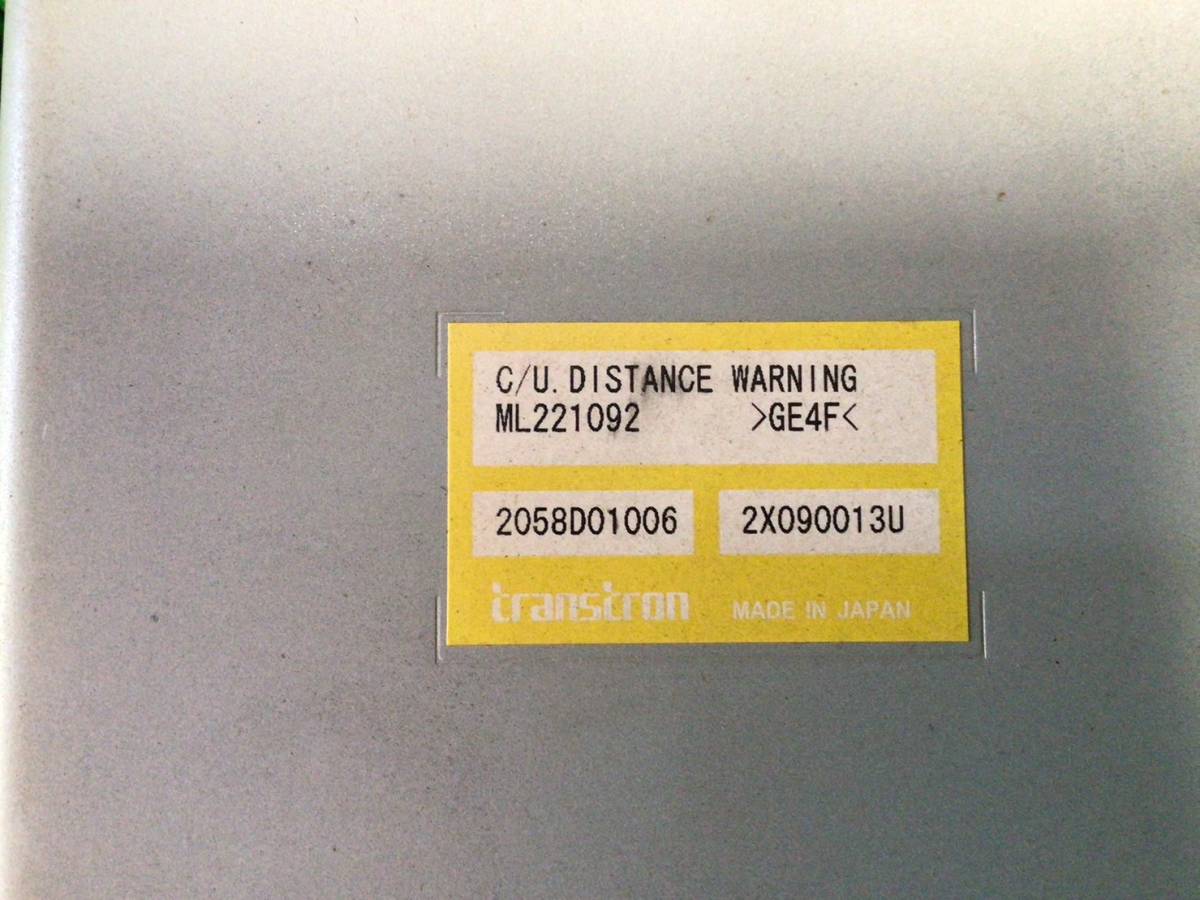 C/U. DISTANCE WARNING
ML221092 >GE4F<
2058D01006 2X090013U
transtron MADE IN JAPAN